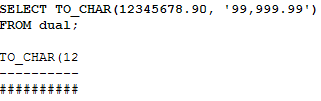 SELECT TO_CHAR(12345678.90, '99,999.99')
FROM dual;
TO_CHAR(12
----------
##########